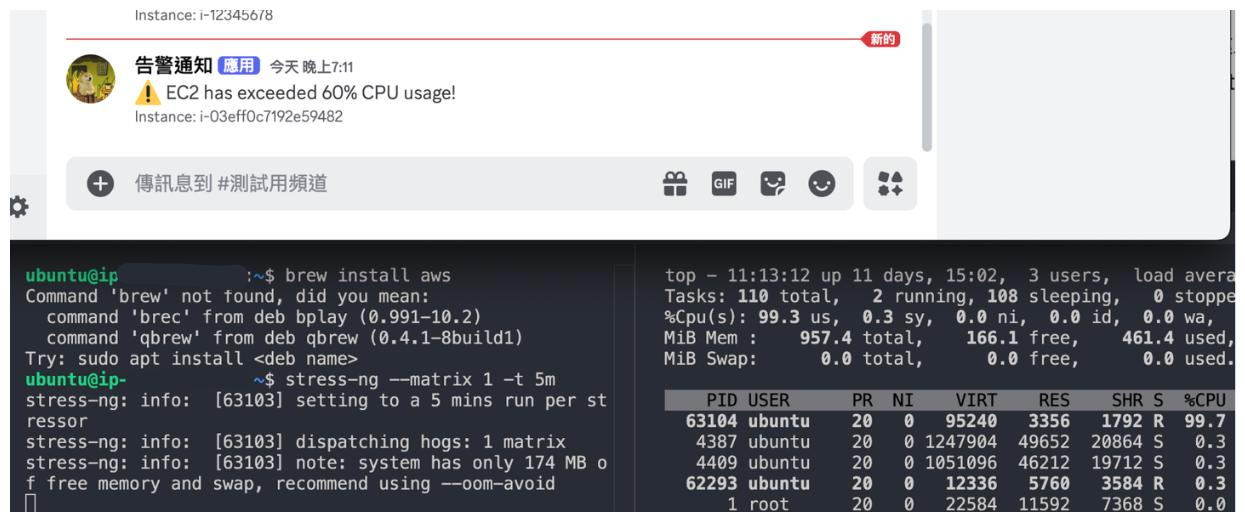 Instance: i-12345678
新的
告警通知 應用 今天 晚上7:11
EC2 has exceeded 60% CPU usage!
Instance: i-03eff0c7192e59482
傳訊息到 #測試用頻道
GIF
ubuntu@ip :~$ brew install aws
Command 'brew' not found, did you mean:
  command 'brec' from deb bplay (0.991-10.2)
  command 'qbrew' from deb qbrew (0.4.1-8build1)
Try: sudo apt install <deb name>
ubuntu@ip- ~$ stress-ng --matrix 1 -t 5m
stress-ng: info:  [63103] setting to a 5 mins run per st
ressor
stress-ng: info:  [63103] dispatching hogs: 1 matrix
stress-ng: info:  [63103] note: system has only 174 MB o
f free memory and swap, recommend using --oom-avoid
top - 11:13:12 up 11 days, 15:02,  3 users,  load avera
Tasks: 110 total,   2 running, 108 sleeping,   0 stoppe
%Cpu(s): 99.3 us,  0.3 sy,  0.0 ni,  0.0 id,  0.0 wa,
MiB Mem :    957.4 total,    166.1 free,    461.4 used,
MiB Swap:      0.0 total,      0.0 free,      0.0 used.
PID USER PR NI VIRT RES SHR S %CPU
63104 ubuntu 20 0 95240 3356 1792 R 99.7
4387 ubuntu 20 0 1247904 49652 20864 S 0.3
4409 ubuntu 20 0 1051096 46212 19712 S 0.3
62293 ubuntu 20 0 12336 5760 3584 R 0.3
1 root 20 0 22584 11592 7368 S 0.0